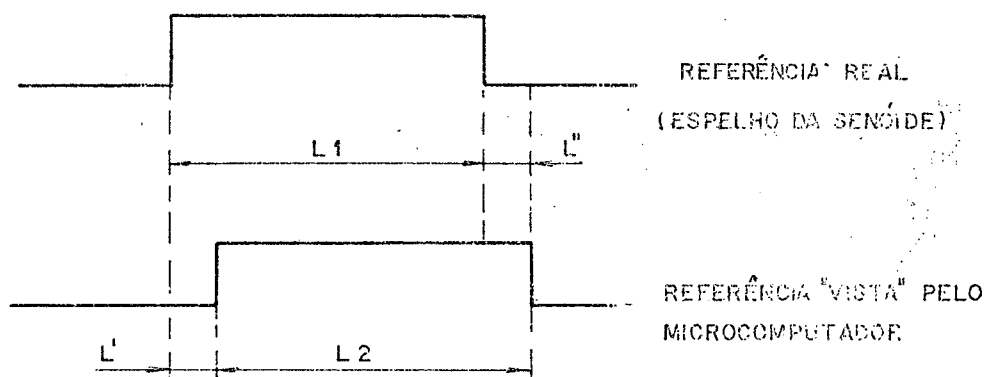 REFERÊNCIA REAL
(ESPELHO DA SENÓIDE)
L1
L"
REFERÊNCIA "VISTA" PELO
MICROCOMPUTADOR
L'
L2